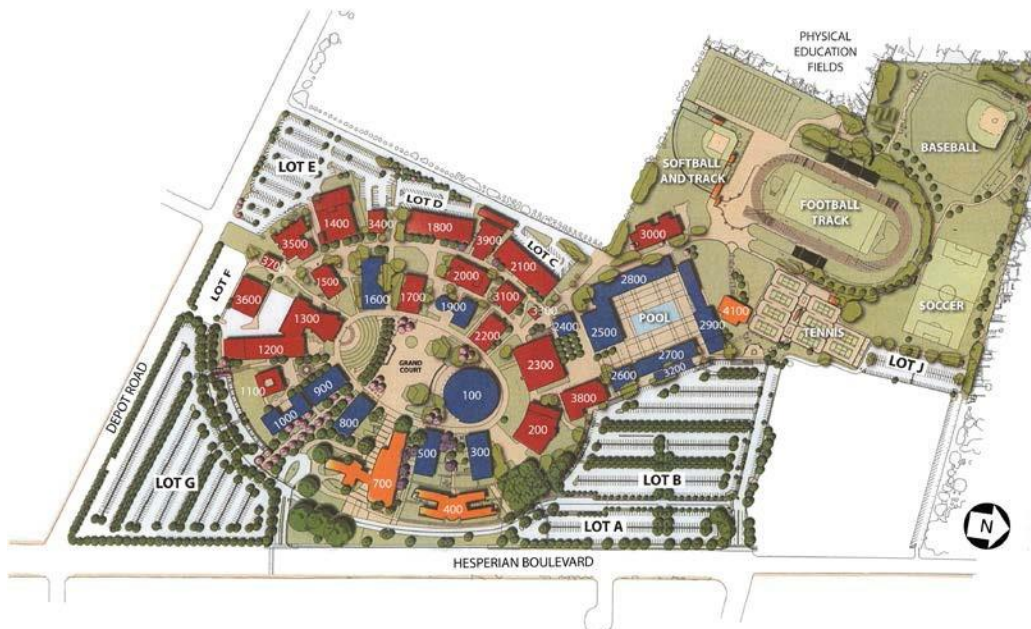 PHYSICAL
EDUCATION
FIELDS
BASEBALL
SOFTBALL
AND TRACK
FOOTBALL
TRACK
SOCCER
TENNIS
LOT J
LOT E
LOT D
LOT C
LOT F
1400
3400
1800
3900
2100
3000
3500
3700
1500
1600
1700
2000
1900
3100
3300
2200
2400
2500
2800
POOL
2900
4100
3600
1300
1200
1100
1000
900
800
GRAND
COURT
100
2300
3800
200
2600
2700
3200
700
500
300
400
DEPOT ROAD
LOT G
LOT B
LOT A
HESPERIAN BOULEVARD
N